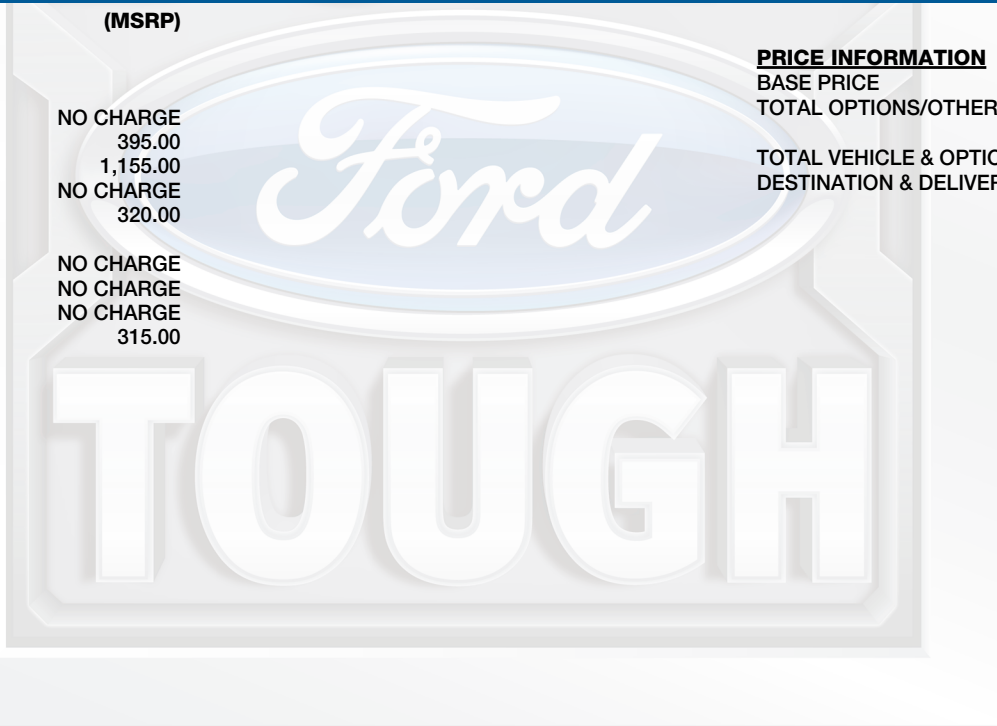 (MSRP)
NO CHARGE
395.00
1,155.00
NO CHARGE
320.00
NO CHARGE
NO CHARGE
NO CHARGE
315.00
PRICE INFORMATION
BASE PRICE
TOTAL OPTIONS/OTHER
TOTAL VEHICLE & OPTIO
DESTINATION & DELIVER
Ford
TOUGH